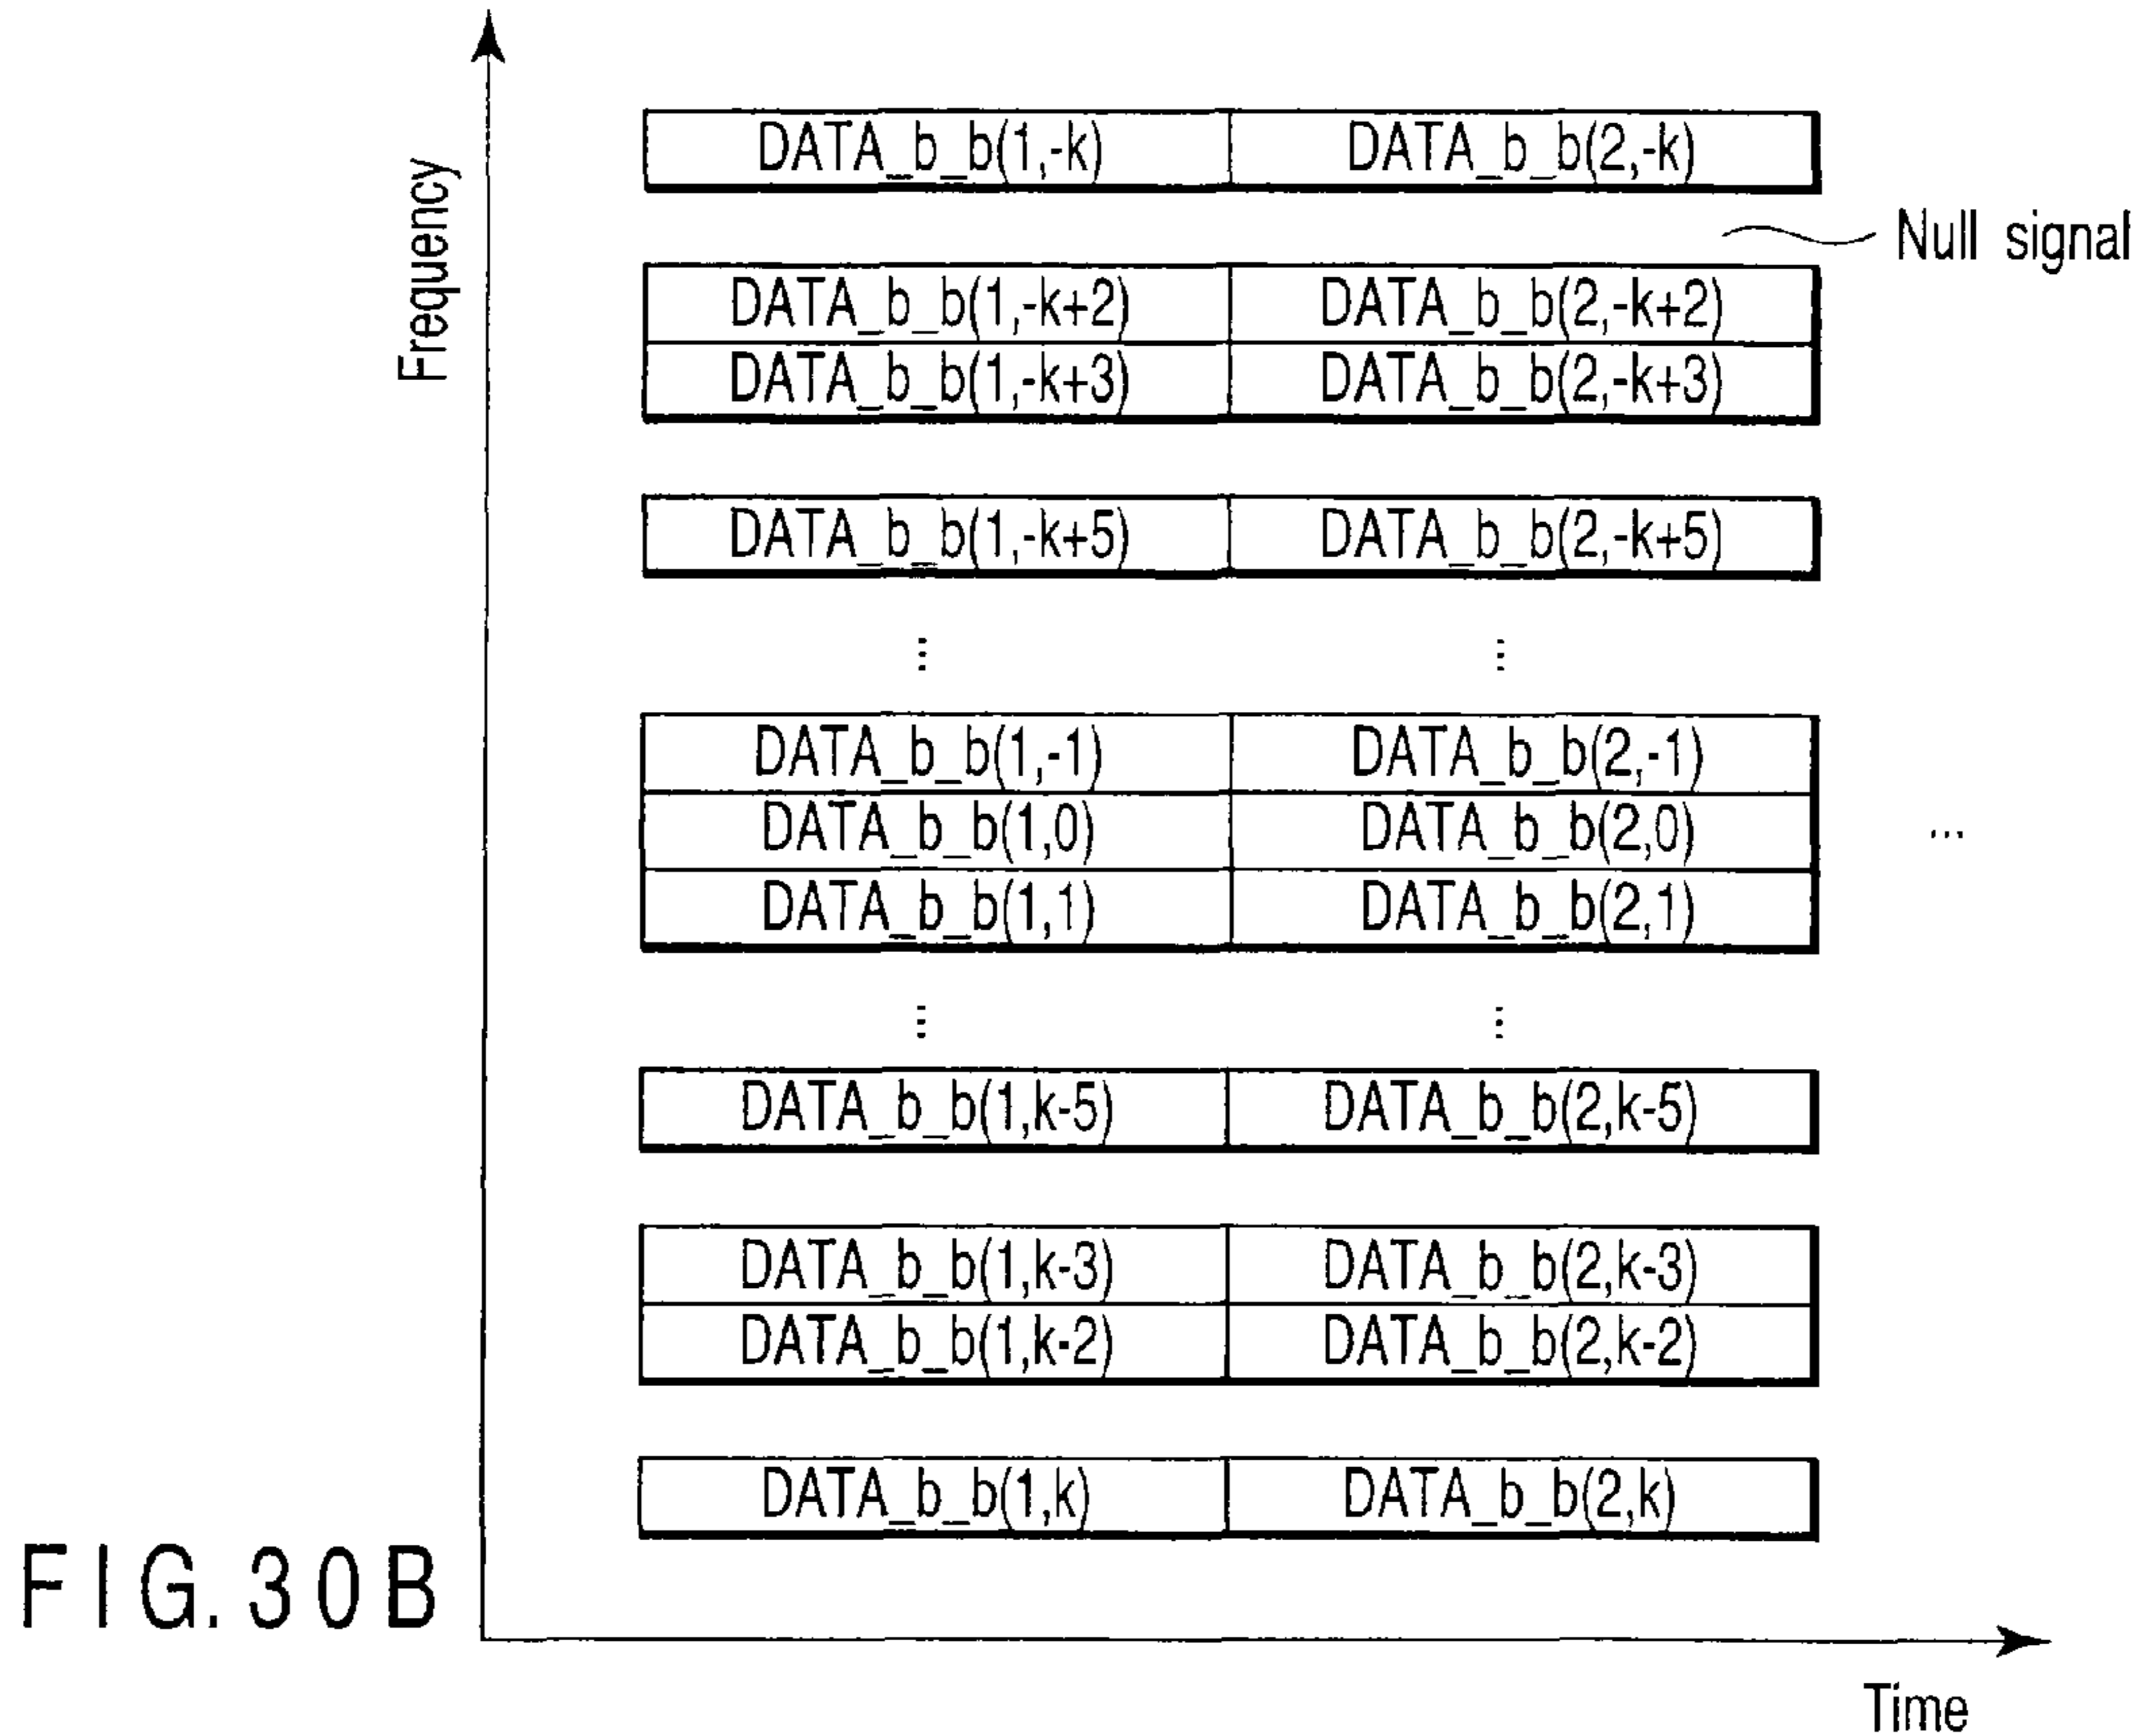 Frequency
DATA_b_b(1,-k) DATA_b_b(2,-k)
Null signal
DATA_b_b(1,-k+2) DATA_b_b(2,-k+2)
DATA_b_b(1,-k+3) DATA_b_b(2,-k+3)
DATA_b_b(1,-k+5) DATA_b_b(2,-k+5)
⋮ ⋮
DATA_b_b(1,-1) DATA_b_b(2,-1)
DATA_b_b(1,0) DATA_b_b(2,0) ...
DATA_b_b(1,1) DATA_b_b(2,1)
⋮ ⋮
DATA_b_b(1,k-5) DATA_b_b(2,k-5)
DATA_b_b(1,k-3) DATA_b_b(2,k-3)
DATA_b_b(1,k-2) DATA_b_b(2,k-2)
DATA_b_b(1,k) DATA_b_b(2,k)
FIG.30B
Time